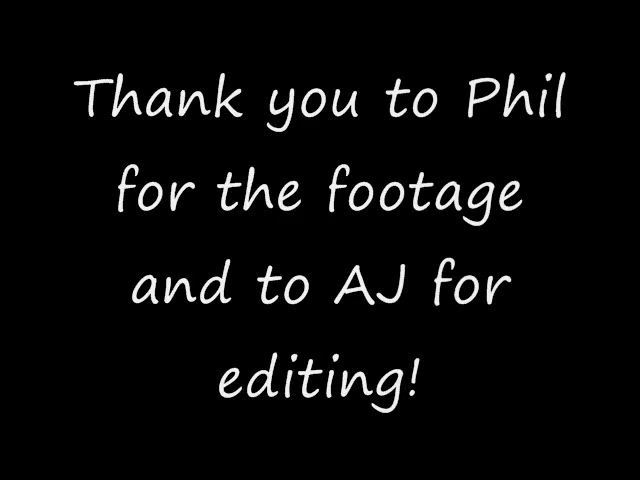 Thank you to Phil
for the footage
and to AJ for
editing!